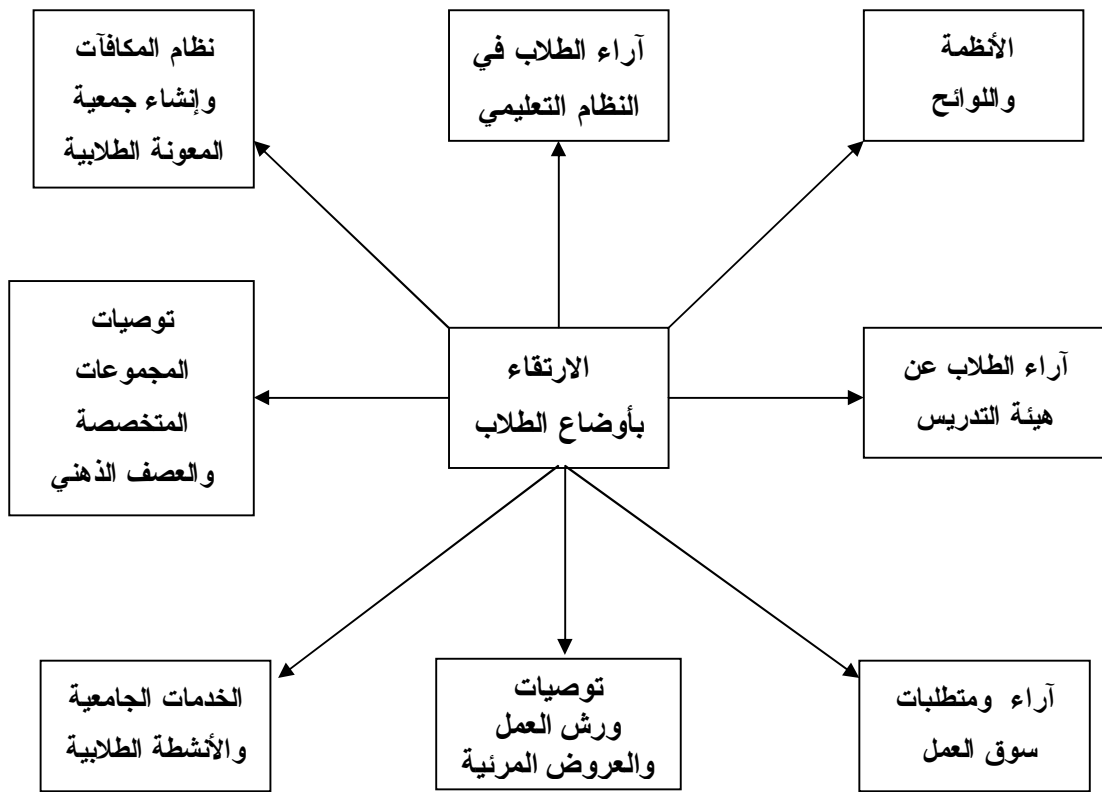 الأنظمة
واللوائح
آراء الطلاب في
النظام التعليمي
نظام المكافآت
وإنشاء جمعية
المعونة الطلابية
آراء الطلاب عن
هيئة التدريس
الارتقاء
بأوضاع الطلاب
توصيات
المجموعات
المتخصصة
والعصف الذهني
آراء ومتطلبات
سوق العمل
توصيات
ورش العمل
والعروض المرئية
الخدمات الجامعية
والأنشطة الطلابية